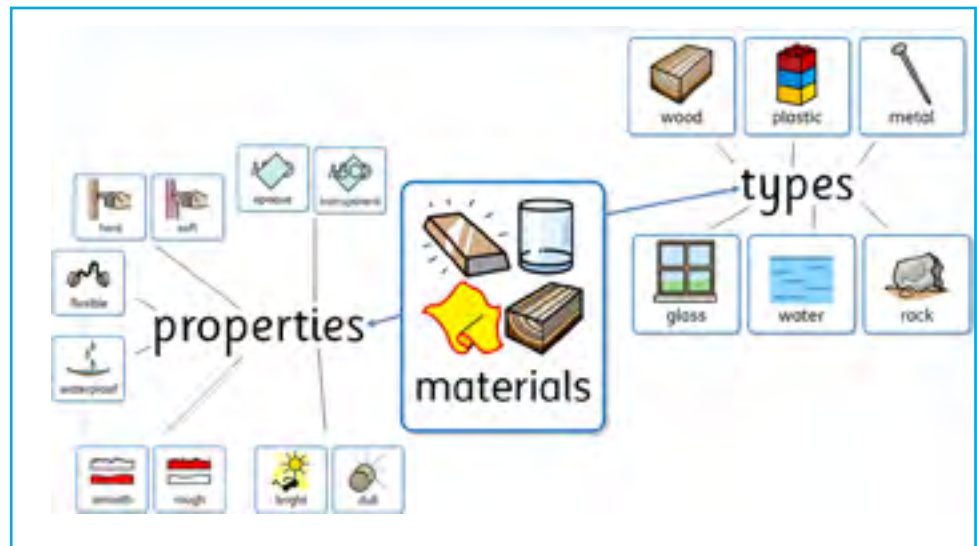 wood plastic metal
types
glass water rock
opaque transparent
hard soft
flexible
properties
waterproof
materials
smooth rough bright dull
ABCD